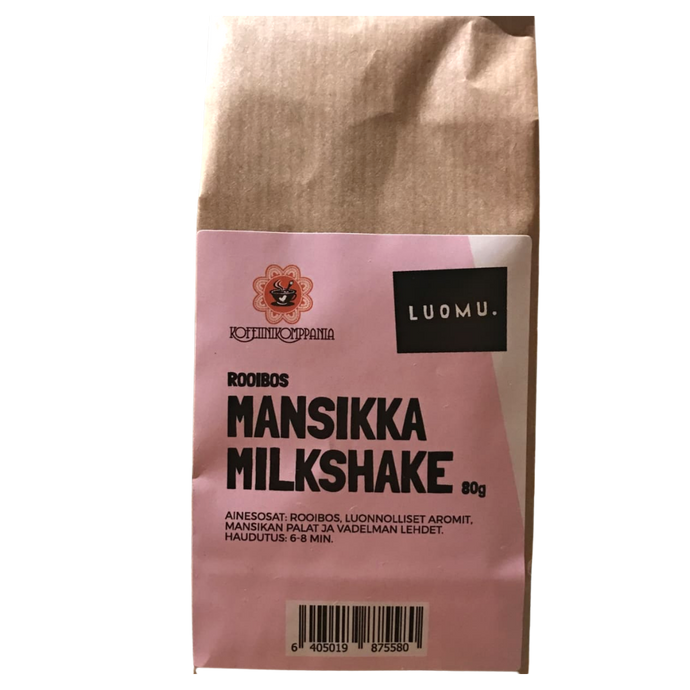 KOFEIINIKOMPPANIA
LUOMU.
ROOIBOS
MANSIKKA
MILKSHAKE 80g
AINESOSAT: ROOIBOS, LUONNOLLISET AROMIT,
MANSIKAN PALAT JA VADELMAN LEHDET.
HAUDUTUS: 6-8 MIN.
6 405019 875580